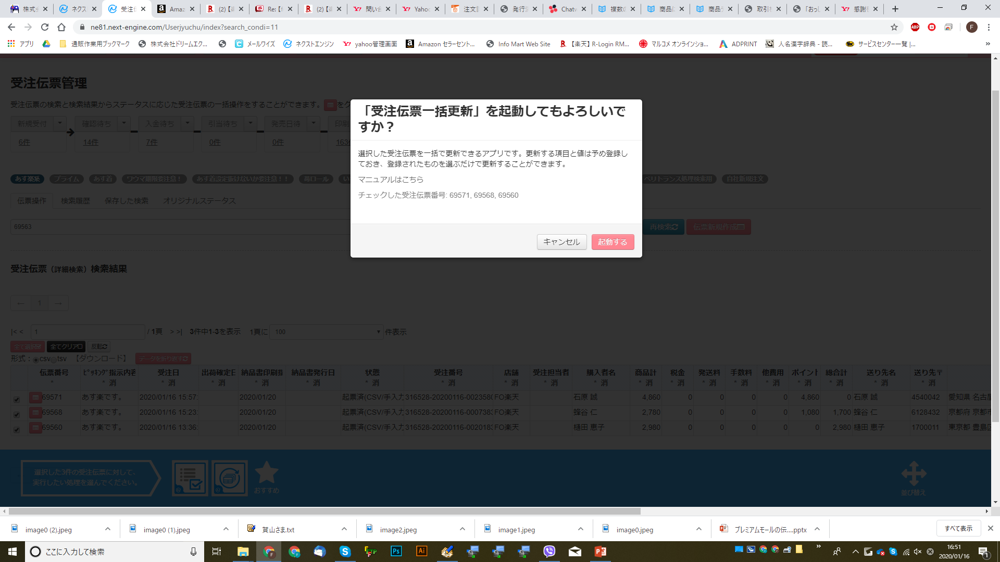 株式会
ネクス
受注伝
Amaz
(2)【楽
Re:【f
(2)【楽
問い合
Yahoo
注文詳
発行済
Chatw
複数の
商品に
商品ラ
取引社
「おっし
感謝を
ne81.next-engine.com/Userjyuchu/index?search_condi=11
ABP
F
アプリ
通販作業用ブックマーク
株式会社ドリームエク...
メールワイズ
ネクストエンジン
yahoo管理画面
Amazon セラーセント...
Info Mart Web Site
【楽天】R-Login RM...
マルコメ オンラインショ...
ADPRINT
人名漢字辞典 - 読...
サービスセンター一覧 |...
受注伝票管理
受注伝票の検索と検索結果からステータスに応じた受注伝票の一括操作をすることができます。 をク
新規受付 確認待ち 入金待ち 引当待ち 発売日待 印刷
6件 14件 7件 0件 0件 163件
あす楽系 プライム あす着 ワウマ期限要注意! あす着設定抜けないか要注意!! 苺ロール い
ベリトランス処理検索用 自社新規注文
伝票操作 検索履歴 保存した検索 オリジナルステータス
69563
再検索 伝票新規作成
「受注伝票一括更新」を起動してもよろしいで
すか?
選択した受注伝票を一括で更新できるアプリです。更新する項目と値は予め登録し
ておき、登録されたものを選ぶだけで更新することができます。
マニュアルはこちら
チェックした受注伝票番号: 69571, 69568, 69560
キャンセル 起動する
受注伝票（詳細検索）検索結果
← 1 →
|< < 1 / 1頁 > >| 3件中1-3を表示 1頁に 100 件表示
全て選択 全てクリア 反転
形式：csv tsv 【ダウンロード】 データを折り返す
伝票番号 ﾋﾟｯｷﾝｸﾞ指示内容 受注日 出荷確定日 納品書印刷指 納品書発行日 状態 受注番号 店舗 受注担当者 購入者名 商品計 税金 発送料 手数料 他費用 ポイント 総合計 送り先名 送り先〒
* * 消 * 消 * 消 * 消 * 消 * 消 * 消 * 消 * 消 * 消 * 消 * 消 * 消 * 消 * 消 * 消 * 消 * 消 * 消
69571 あす楽です。 2020/01/16 15:57: 2020/01/20 起票済(CSV/手入力 316528-20200116-0023580 FO楽天 石原 誠 4,860 0 0 0 0 4,860 0 石原 誠 4540042 愛知県 名古屋
69568 あす楽です。 2020/01/16 15:23: 2020/01/20 起票済(CSV/手入力 316528-20200116-0007383 FO楽天 蜂谷 仁 2,780 0 0 0 0 1,080 1,700 蜂谷 仁 6128432 京都府 京都市
69560 あす楽です。 2020/01/16 13:36: 2020/01/20 起票済(CSV/手入力 316528-20200116-0020183 FO楽天 樋田 恵子 2,980 0 0 0 0 0 2,980 樋田 恵子 1700011 東京都 豊島区
選択した3件の受注伝票に対して、
実行したい処理を選んでください。
おすすめ
並び替え
image0 (2).jpeg
image0 (1).jpeg
賀山さま.txt
image2.jpeg
image1.jpeg
image0.jpeg
プレミアムモールの伝....pptx
すべて表示
ここに入力して検索
16:51
2020/01/16
1